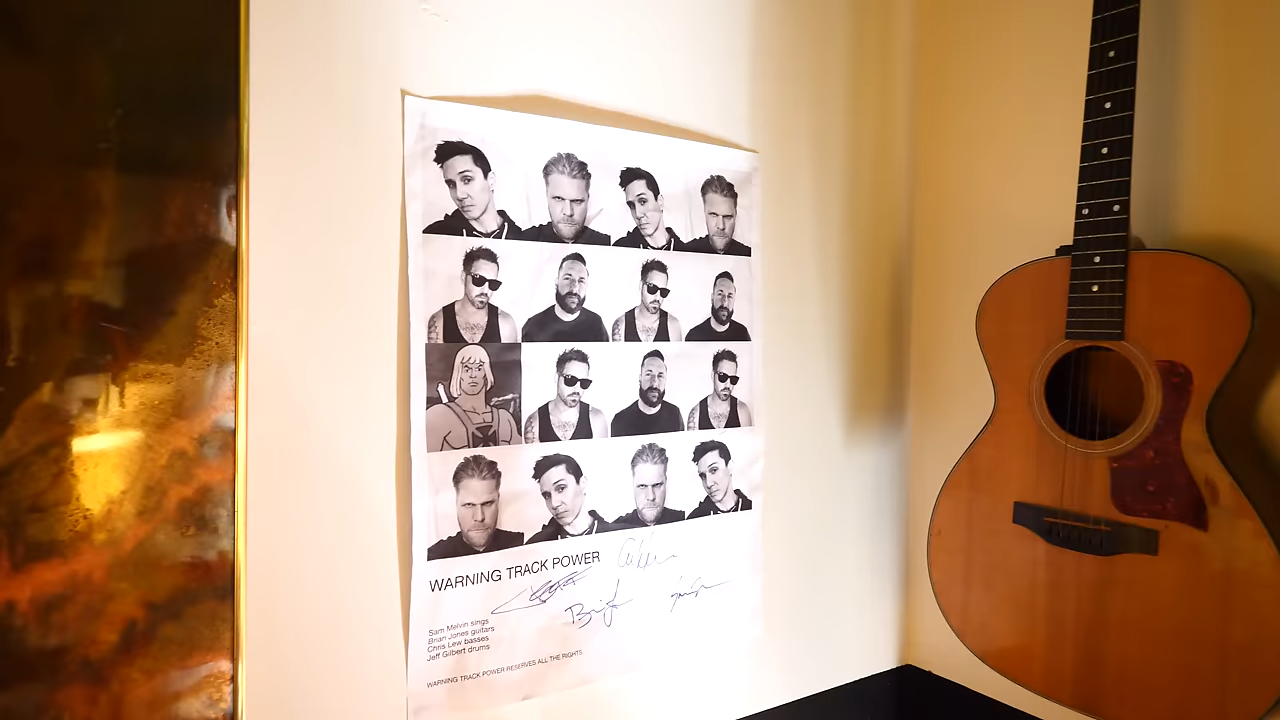 WARNING TRACK POWER
Sam Melvin sings
Brian Jones guitars
Chris Lew basses
Jeff Gilbert drums
WARNING TRACK POWER RESERVES ALL THE RIGHTS